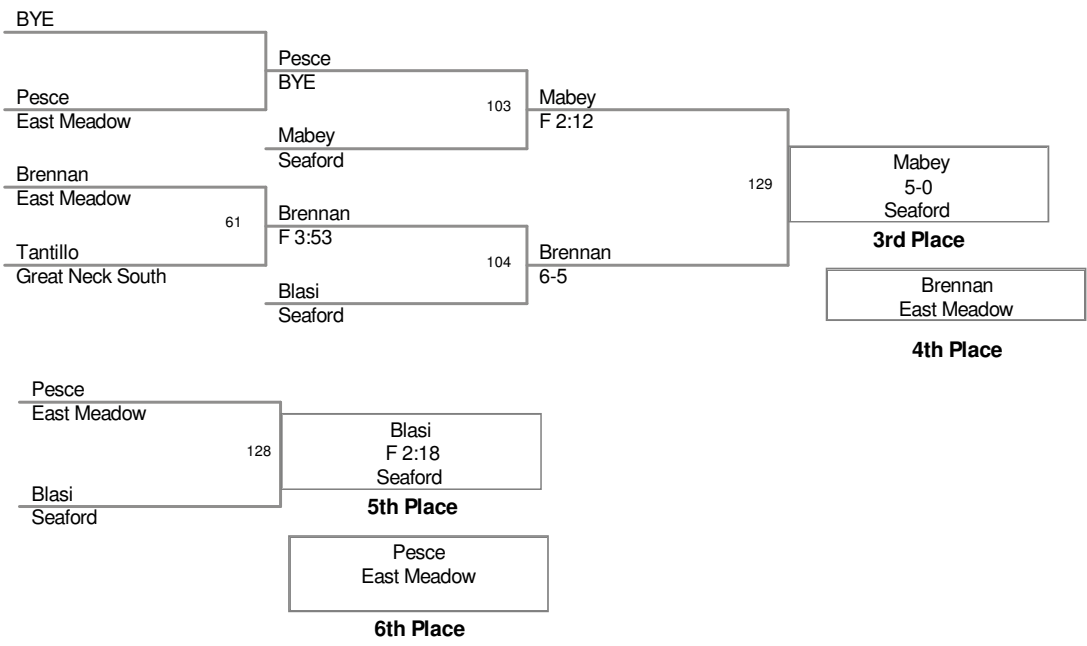 BYE
Pesce
East Meadow
Brennan
East Meadow
61
Tantillo
Great Neck South
Pesce
BYE
103
Mabey
Seaford
Brennan
F 3:53
104
Blasi
Seaford
Mabey
F 2:12
129
Brennan
6-5
Mabey
5-0
Seaford
3rd Place
Brennan
East Meadow
4th Place
Pesce
East Meadow
128
Blasi
Seaford
Blasi
F 2:18
Seaford
5th Place
Pesce
East Meadow
6th Place